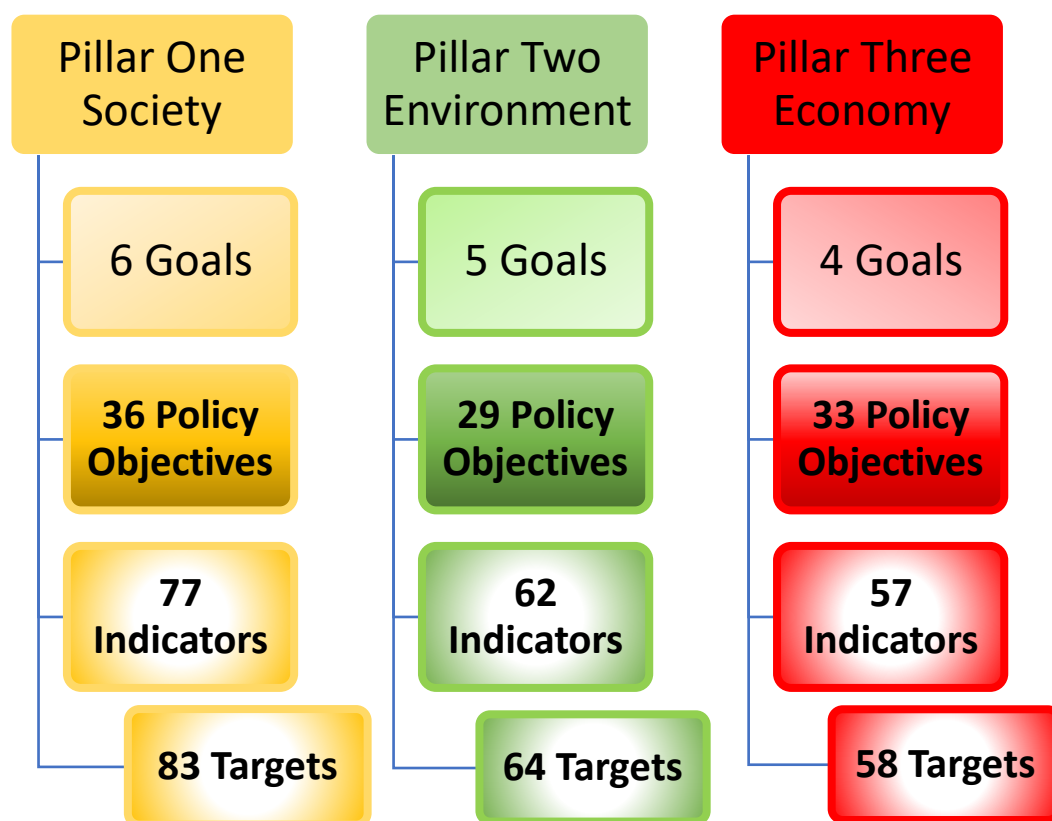 Pillar One
Society
6 Goals
36 Policy
Objectives
77
Indicators
83 Targets
Pillar Two
Environment
5 Goals
29 Policy
Objectives
62
Indicators
64 Targets
Pillar Three
Economy
4 Goals
33 Policy
Objectives
57
Indicators
58 Targets